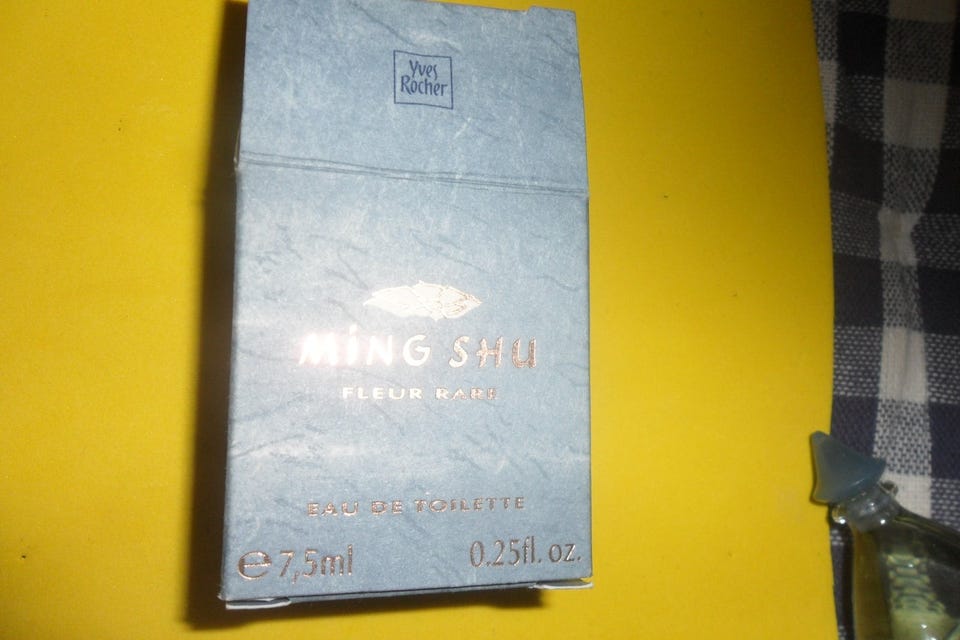 Yves
Rocher
MiNG SHU
FLEUR RARE
EAU DE TOILETTE
℮ 7,5ml
0.25fl. oz.